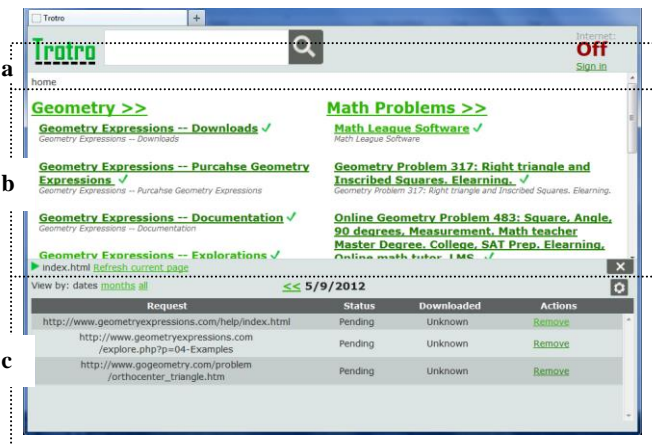 Trotro
+
Trotro
Internet:
Off
Sign in
a
home
Geometry >>
Geometry Expressions -- Downloads ✓
Geometry Expressions -- Downloads
Geometry Expressions -- Purcahse Geometry
Expressions ✓
Geometry Expressions -- Purcahse Geometry Expressions
Geometry Expressions -- Documentation ✓
Geometry Expressions -- Documentation
Geometry Expressions -- Explorations ✓
Math Problems >>
Math League Software ✓
Math League Software
Geometry Problem 317: Right triangle and
Inscribed Squares. Elearning. ✓
Geometry Problem 317: Right triangle and Inscribed Squares. Elearning.
Online Geometry Problem 483: Square, Angle,
90 degrees, Measurement, Math teacher
Master Degree. College, SAT Prep. Elearning,
Online math tutor, LMS. ✓
b
index.html Refresh current page
X
View by: dates months all << 5/9/2012
Request Status Downloaded Actions
http://www.geometryexpressions.com/help/index.html Pending Unknown Remove
http://www.geometryexpressions.com
/explore.php?p=04-Examples Pending Unknown Remove
http://www.gogeometry.com/problem
/orthocenter_triangle.htm Pending Unknown Remove
c